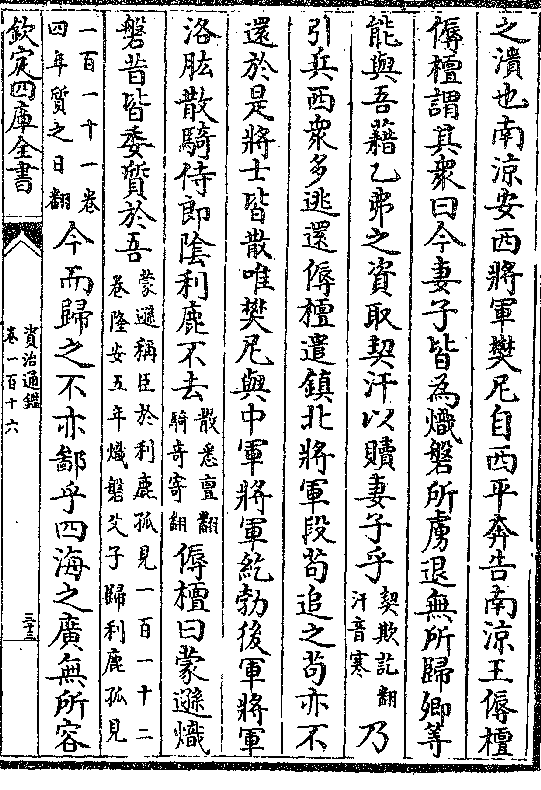 之潰也南涼安西將軍樊尼自西平奔告南涼王傉檀
傉檀謂其衆曰今妻子皆為熾磐所虜退無所歸卿等
能與吾藉乙弗之資取契汗以贖妻子乎契欺訖翻汗音寒乃
引兵西衆多逃還傉檀遣鎮北將軍段苟追之苟亦不
還於是將士皆散唯樊尼與中軍將軍紇勃後軍將軍
洛肱散騎侍郎陰利鹿不去散悉亶翻騎奇寄翻傉檀曰蒙遜熾
磐昔皆委質於吾蒙遜稱臣於利鹿孤見一百一十二卷隆安五年熾磐父子歸利鹿孤見
一百一十一卷四年質之日翻今而歸之不亦鄙乎四海之廣無所容
欽定四庫全書
資治通鑑
卷一百十六
三十三